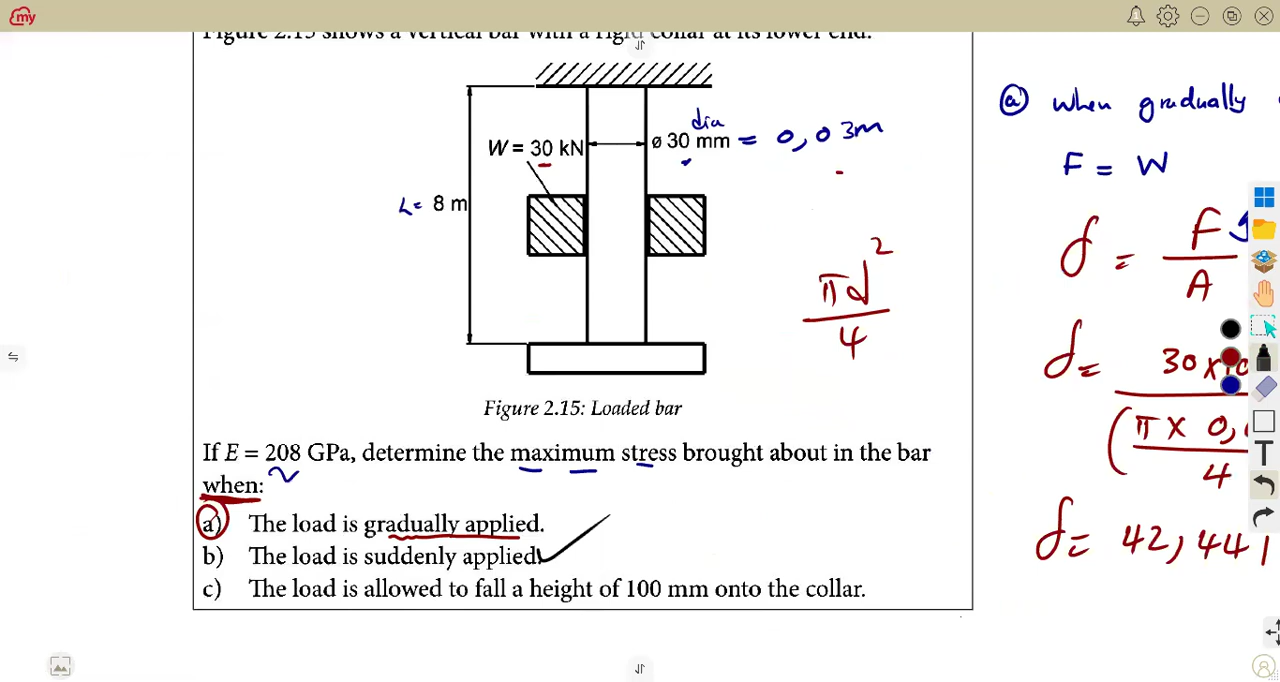 my
Figure 2.15 shows a vertical bar with a rigid collar at its lower end.
W = 30 kN
dia
ø 30 mm = 0,03m
L = 8 m
πd²
4
Figure 2.15: Loaded bar
If E = 208 GPa, determine the maximum stress brought about in the bar
when:
a) The load is gradually applied.
b) The load is suddenly applied.
c) The load is allowed to fall a height of 100 mm onto the collar.
a When gradually
F = W
σ = F
A
σ = 30 x 10
(π x 0,
4
σ = 42,441
T